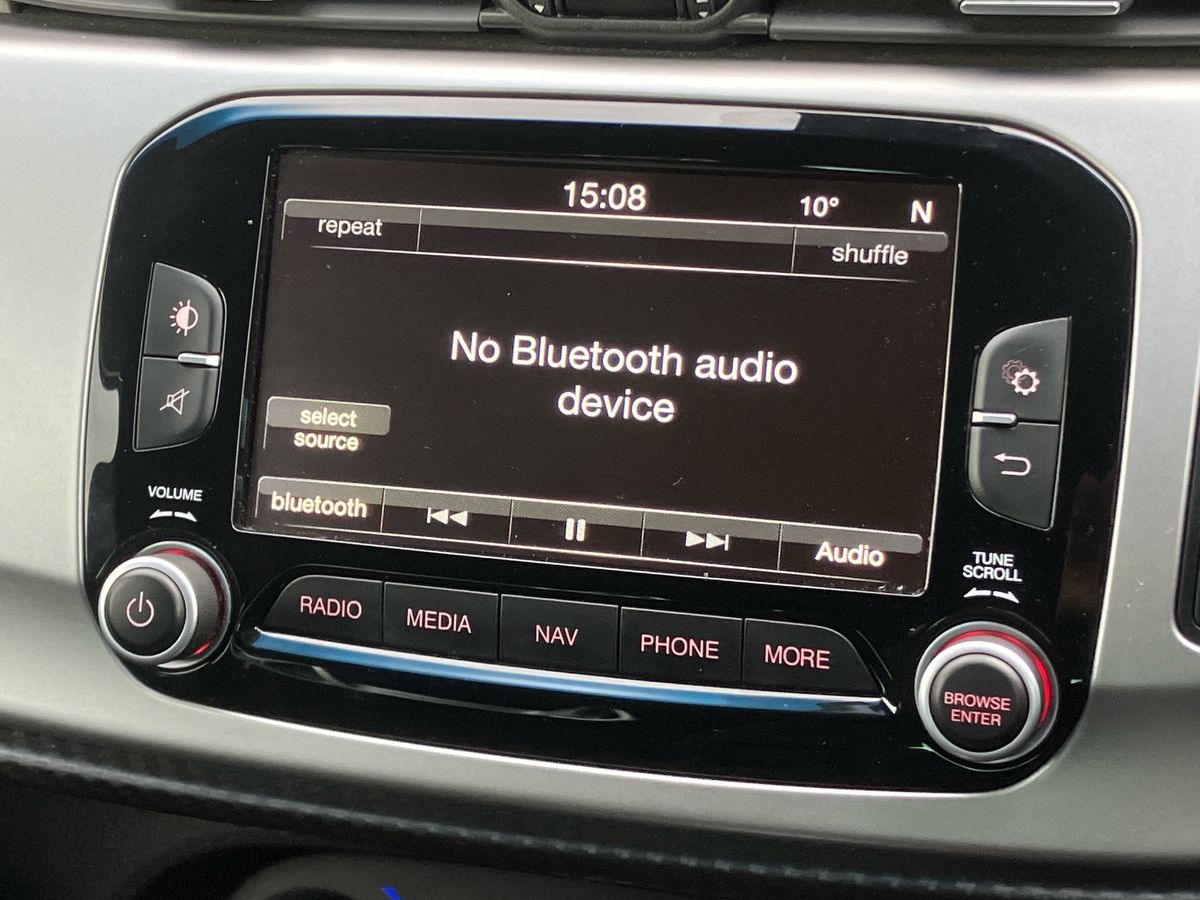 15:08
10°
N
repeat
shuffle
No Bluetooth audio
device
select
source
bluetooth
Audio
VOLUME
TUNE
SCROLL
RADIO
MEDIA
NAV
PHONE
MORE
BROWSE
ENTER